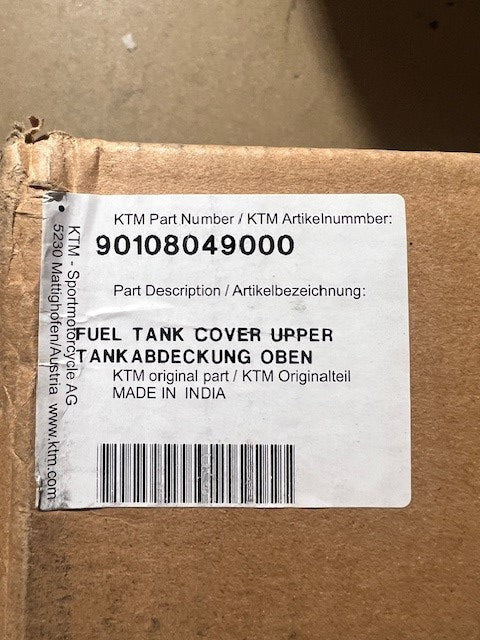 KTM Part Number / KTM Artikelnummber:
90108049000
Part Description / Artikelbezeichnung:
FUEL TANK COVER UPPER
TANKABDECKUNG OBEN
KTM original part / KTM Originalteil
MADE IN INDIA
KTM - Sportmotorcycle AG
5230 Mattighofen/Austria www.ktm.com